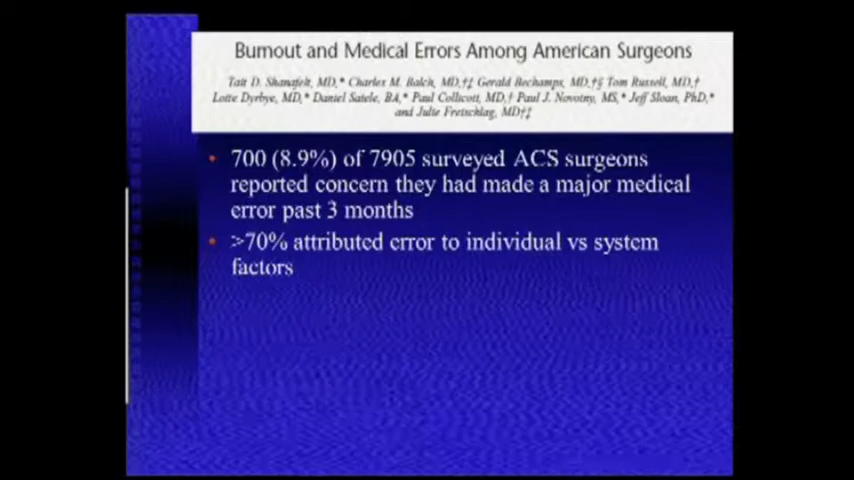 Burnout and Medical Errors Among American Surgeons
Tait D. Shanafelt, MD,* Charles M. Balch, MD,†‡ Gerald Bechamps, MD,†§ Tom Russell, MD,†
Lotte Dyrbye, MD,* Daniel Satele, BA,* Paul Collicott, MD,† Paul J. Novotny, MS,* Jeff Sloan, PhD,*
and Julie Freischlag, MD†‡
• 700 (8.9%) of 7905 surveyed ACS surgeons
reported concern they had made a major medical
error past 3 months
• >70% attributed error to individual vs system
factors